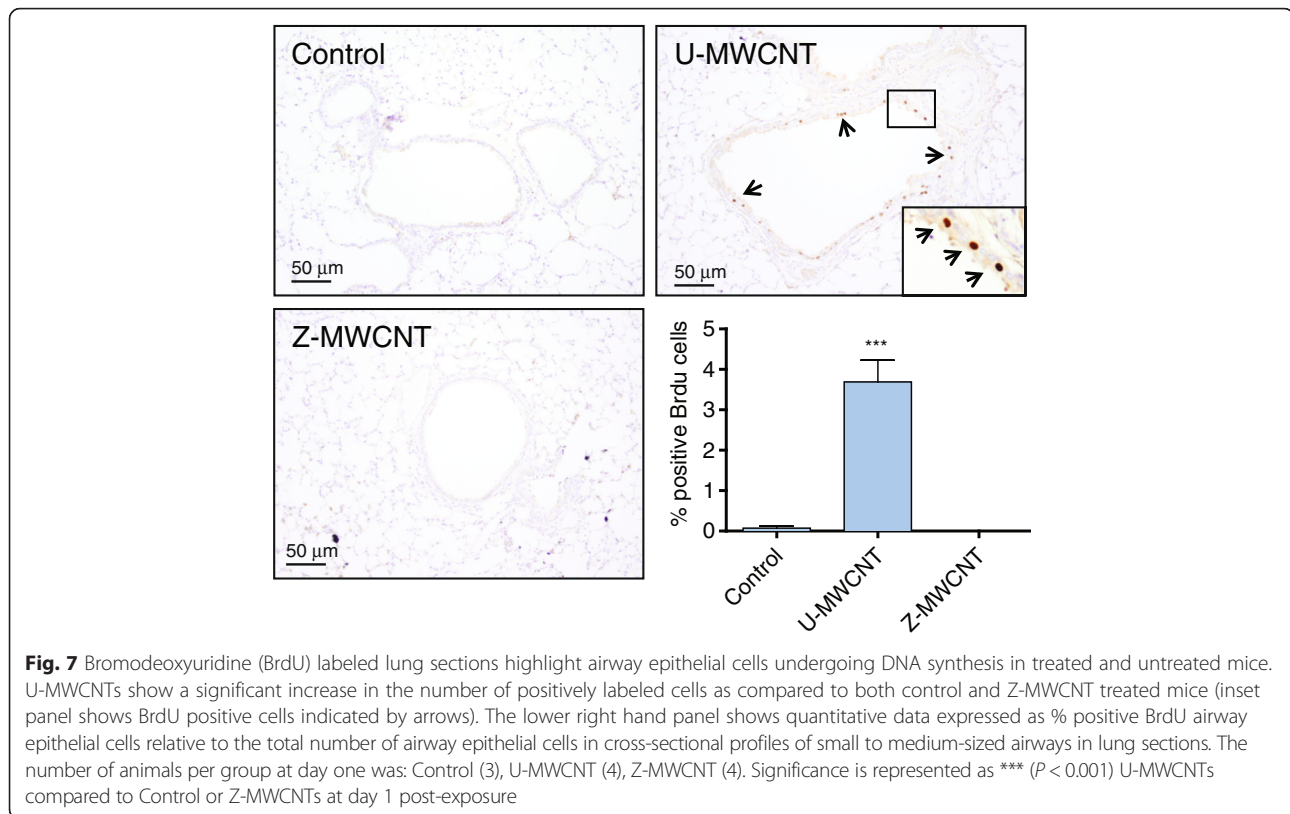 Control
50 μm
U-MWCNT
50 μm
Z-MWCNT
50 μm
% positive Brdu cells
5
4
3
2
1
0
***
Control
U-MWCNT
Z-MWCNT
Fig. 7 Bromodeoxyuridine (BrdU) labeled lung sections highlight airway epithelial cells undergoing DNA synthesis in treated and untreated mice.
U-MWCNTs show a significant increase in the number of positively labeled cells as compared to both control and Z-MWCNT treated mice (inset
panel shows BrdU positive cells indicated by arrows). The lower right hand panel shows quantitative data expressed as % positive BrdU airway
epithelial cells relative to the total number of airway epithelial cells in cross-sectional profiles of small to medium-sized airways in lung sections. The
number of animals per group at day one was: Control (3), U-MWCNT (4), Z-MWCNT (4). Significance is represented as *** (P < 0.001) U-MWCNTs
compared to Control or Z-MWCNTs at day 1 post-exposure